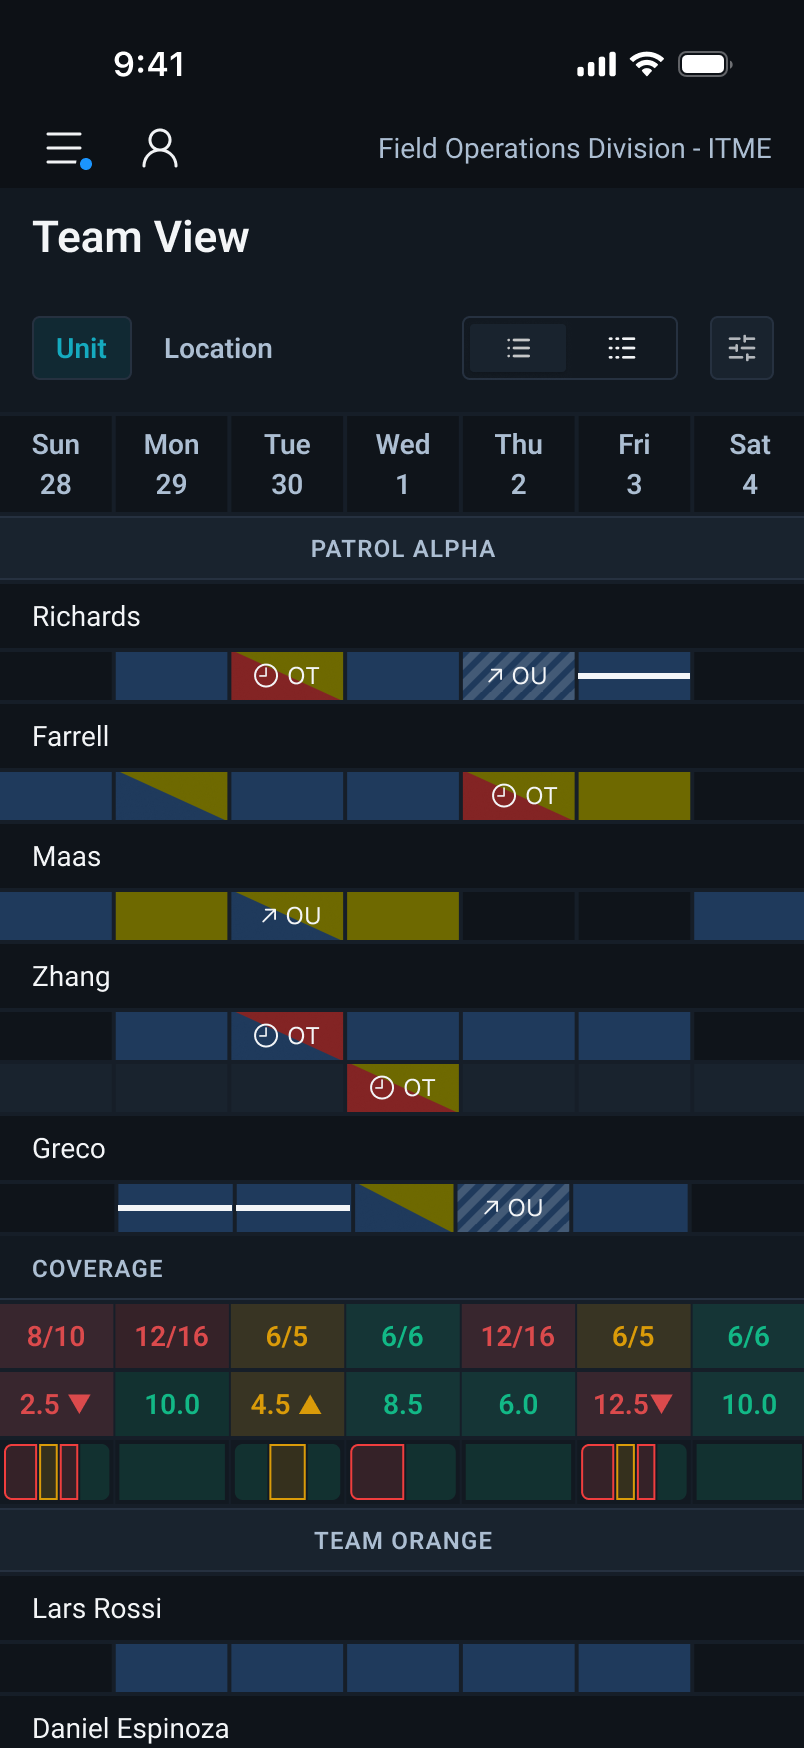 9:41
Field Operations Division - ITME
Team View
Unit Location
Sun Mon Tue Wed Thu Fri Sat
28 29 30 1 2 3 4
PATROL ALPHA
Richards
OT OU
Farrell
OT
Maas
OU
Zhang
OT
OT
Greco
OU
COVERAGE
8/10 12/16 6/5 6/6 12/16 6/5 6/6
2.5 ▼ 10.0 4.5 ▲ 8.5 6.0 12.5▼ 10.0
TEAM ORANGE
Lars Rossi
Daniel Espinoza